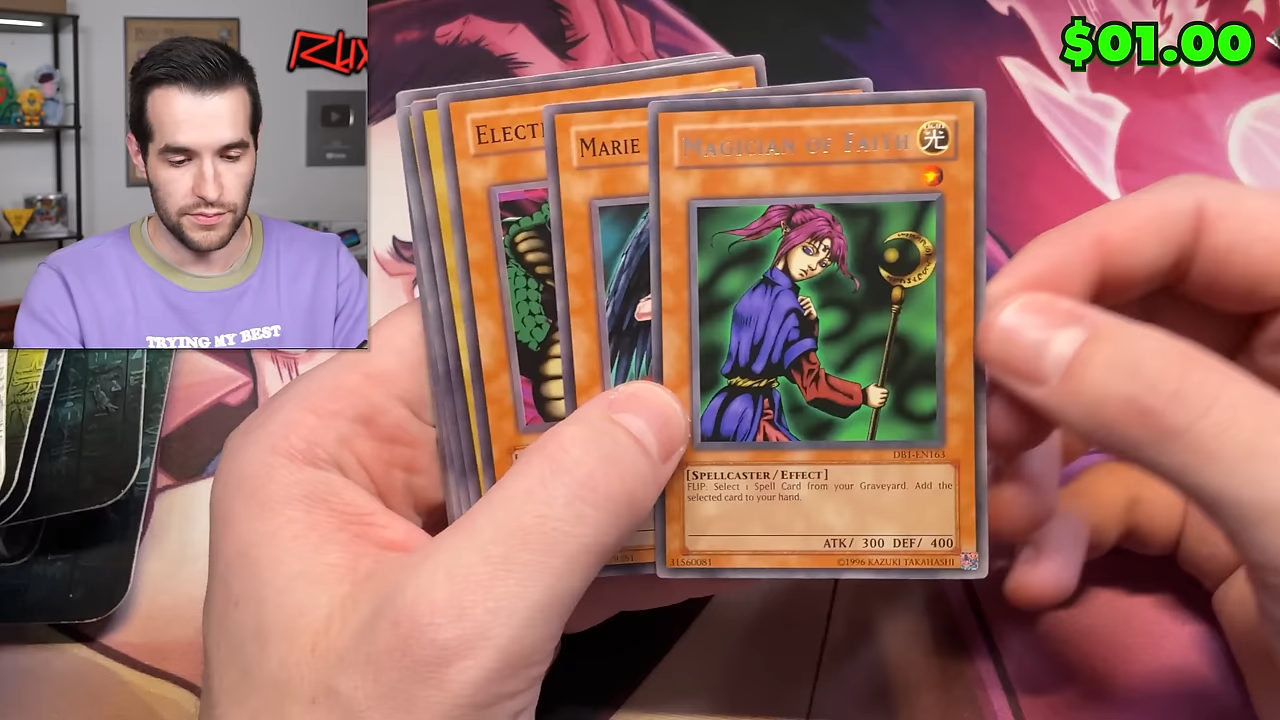 $01.00
TRYING MY BEST
ELECT
MARIE
MAGICIAN OF FAITH
光
DB1-EN163
[SPELLCASTER/EFFECT]
FLIP: Select 1 Spell Card from your Graveyard. Add the
selected card to your hand.
ATK/ 300 DEF/ 400
31560081
©1996 KAZUKI TAKAHASHI